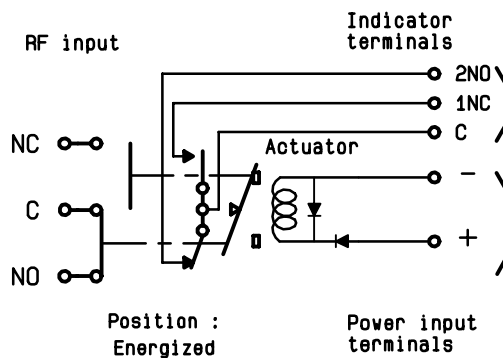 RF input
Indicator
terminals
2NO
1NC
C
NC
Actuator
C
-
+
NO
Position :
Energized
Power input
terminals